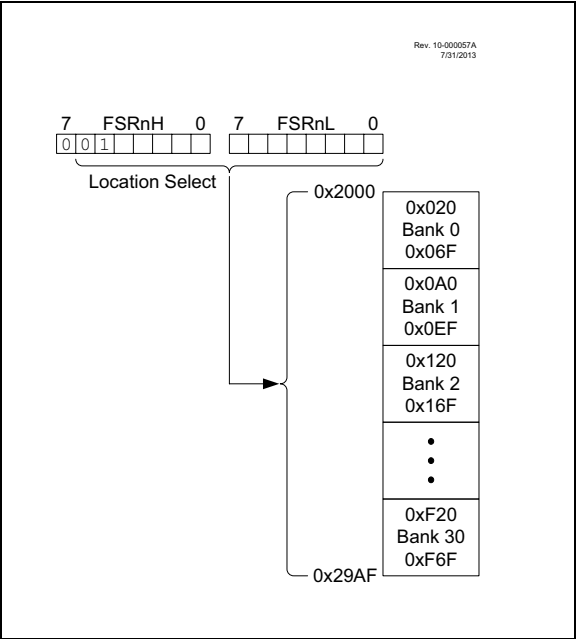 Rev. 10-000057A
7/31/2013
7 FSRnH 0 7 FSRnL 0
0 0 1
Location Select
0x2000
0x020
Bank 0
0x06F
0x0A0
Bank 1
0x0EF
0x120
Bank 2
0x16F
0xF20
Bank 30
0xF6F
0x29AF